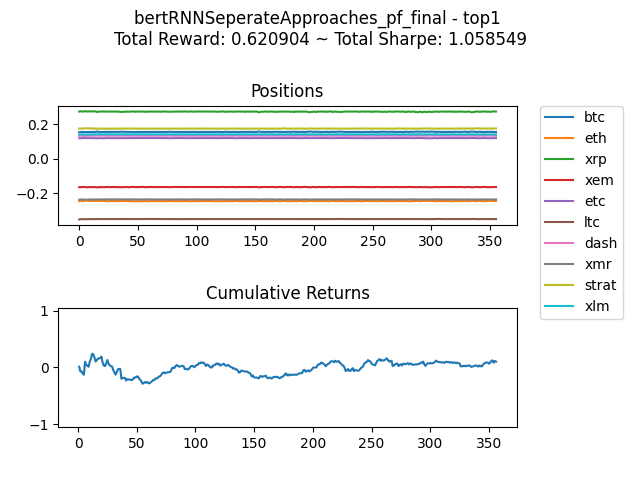 bertRNNSeperateApproaches_pf_final - top1
Total Reward: 0.620904 ~ Total Sharpe: 1.058549
Positions
0.2
0.0
−0.2
0 50 100 150 200 250 300 350
btc
eth
xrp
xem
etc
ltc
dash
xmr
strat
xlm
Cumulative Returns
1
0
−1
0 50 100 150 200 250 300 350